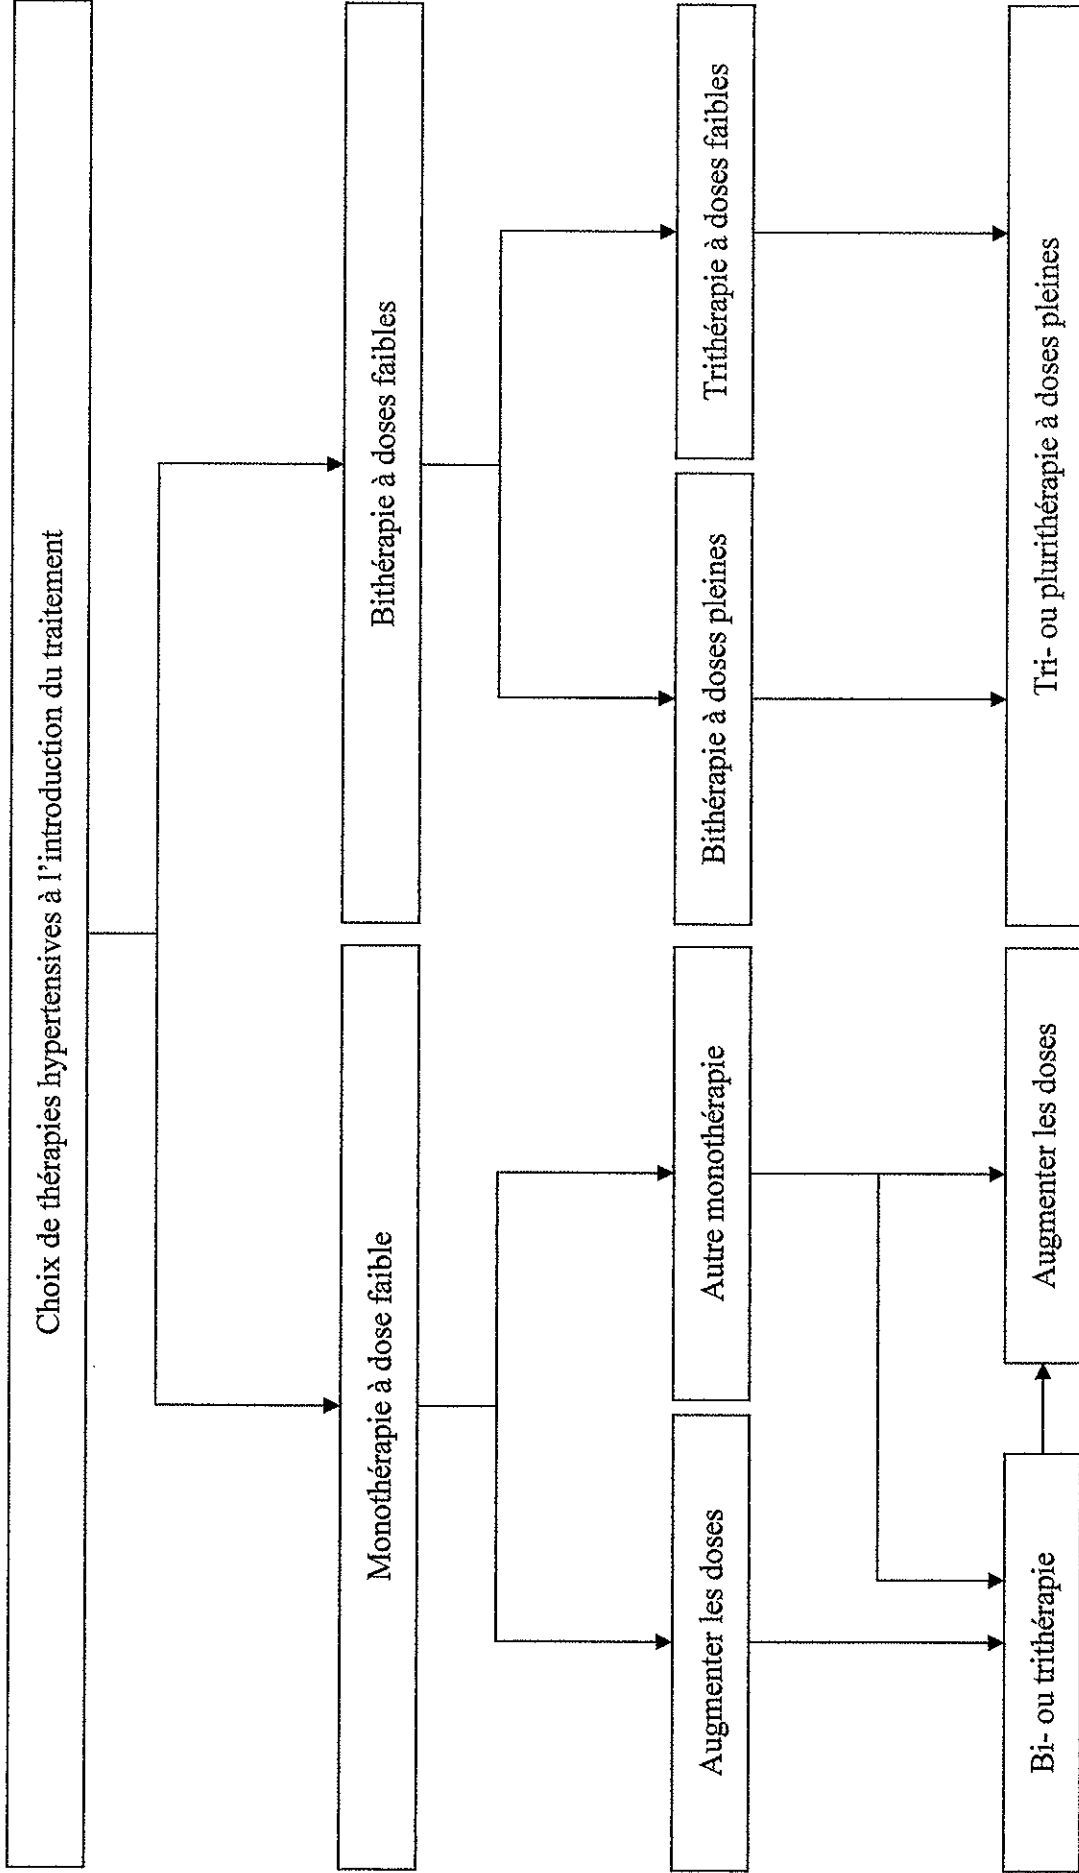 Choix de thérapies hypertensives à l'introduction du traitement
Monothérapie à dose faible
Bithérapie à doses faibles
Augmenter les doses
Autre monothérapie
Bithérapie à doses pleines
Trithérapie à doses faibles
Bi- ou trithérapie
Augmenter les doses
Tri- ou plurithérapie à doses pleines